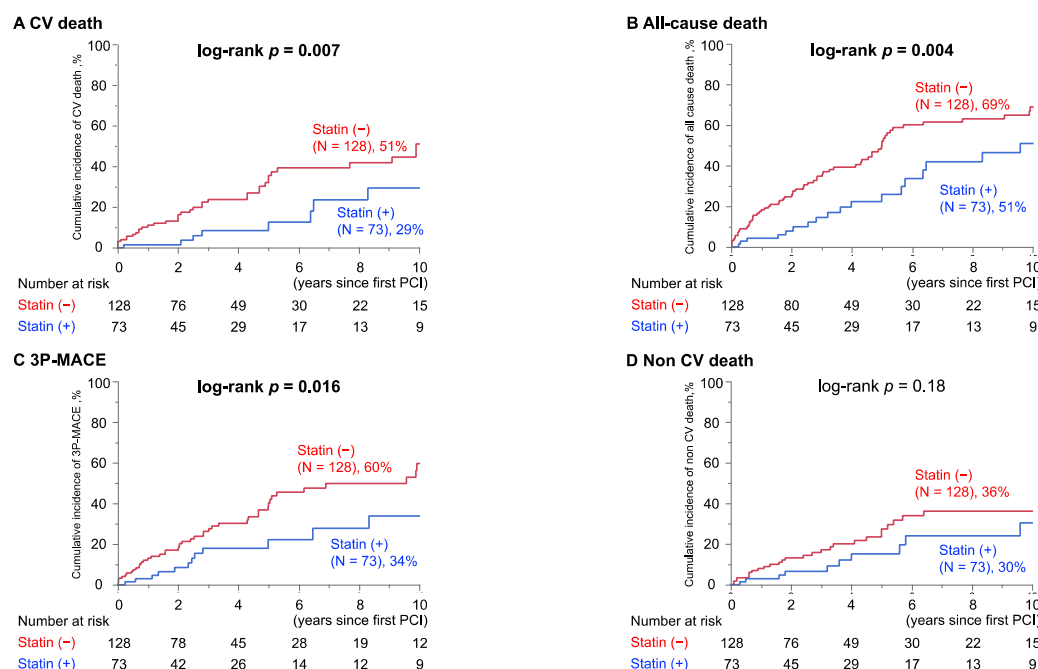 A CV death
log-rank p = 0.007
Cumulative incidence of CV death ,%
100
80
60
40
20
0
Statin (−)
(N = 128), 51%
Statin (+)
(N = 73), 29%
0 2 4 6 8 10
Number at risk (years since first PCI)
Statin (−) 128 76 49 30 22 15
Statin (+) 73 45 29 17 13 9
B All-cause death
log-rank p = 0.004
Cumulative incidence of all cause death ,%
100
80
60
40
20
0
Statin (−)
(N = 128), 69%
Statin (+)
(N = 73), 51%
0 2 4 6 8 10
Number at risk (years since first PCI)
Statin (−) 128 80 49 30 22 15
Statin (+) 73 45 29 17 13 9
C 3P-MACE
log-rank p = 0.016
Cumulative incidence of 3P-MACE ,%
100
80
60
40
20
0
Statin (−)
(N = 128), 60%
Statin (+)
(N = 73), 34%
0 2 4 6 8 10
Number at risk (years since first PCI)
Statin (−) 128 78 45 28 19 12
Statin (+) 73 42 26 14 12 9
D Non CV death
log-rank p = 0.18
Cumulative incidence of non CV death,%
100
80
60
40
20
0
Statin (−)
(N = 128), 36%
Statin (+)
(N = 73), 30%
0 2 4 6 8 10
Number at risk (years since first PCI)
Statin (−) 128 76 49 30 22 15
Statin (+) 73 45 29 17 13 9